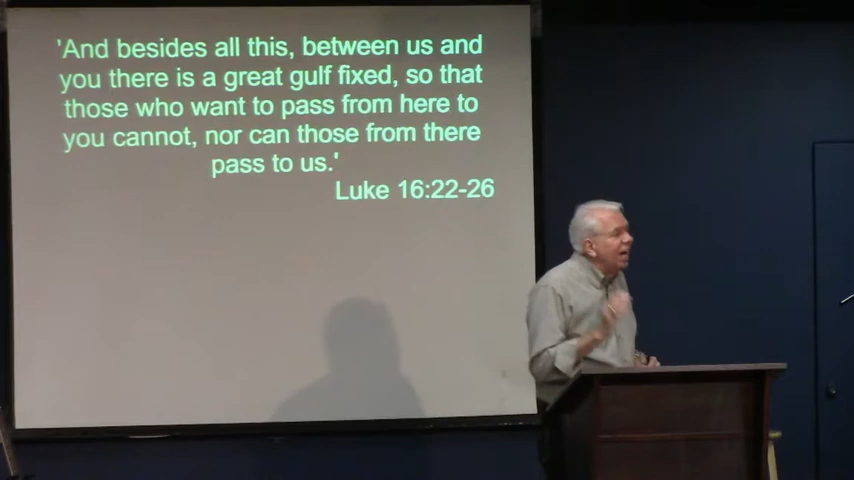 'And besides all this, between us and
you there is a great gulf fixed, so that
those who want to pass from here to
you cannot, nor can those from there
pass to us.'
Luke 16:22-26